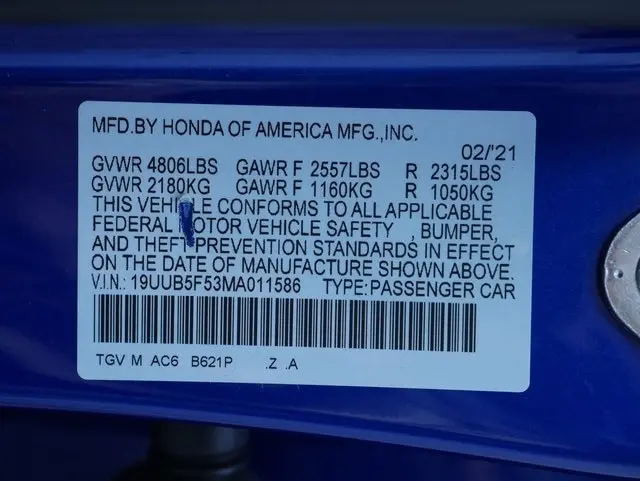 MFD.BY HONDA OF AMERICA MFG.,INC.
02/'21
GVWR 4806LBS GAWR F 2557LBS R 2315LBS
GVWR 2180KG GAWR F 1160KG R 1050KG
THIS VEHICLE CONFORMS TO ALL APPLICABLE
FEDERAL MOTOR VEHICLE SAFETY , BUMPER,
AND THEFT PREVENTION STANDARDS IN EFFECT
ON THE DATE OF MANUFACTURE SHOWN ABOVE.
V.I.N.: 19UUB5F53MA011586 TYPE:PASSENGER CAR
TGV M AC6 B621P .Z .A